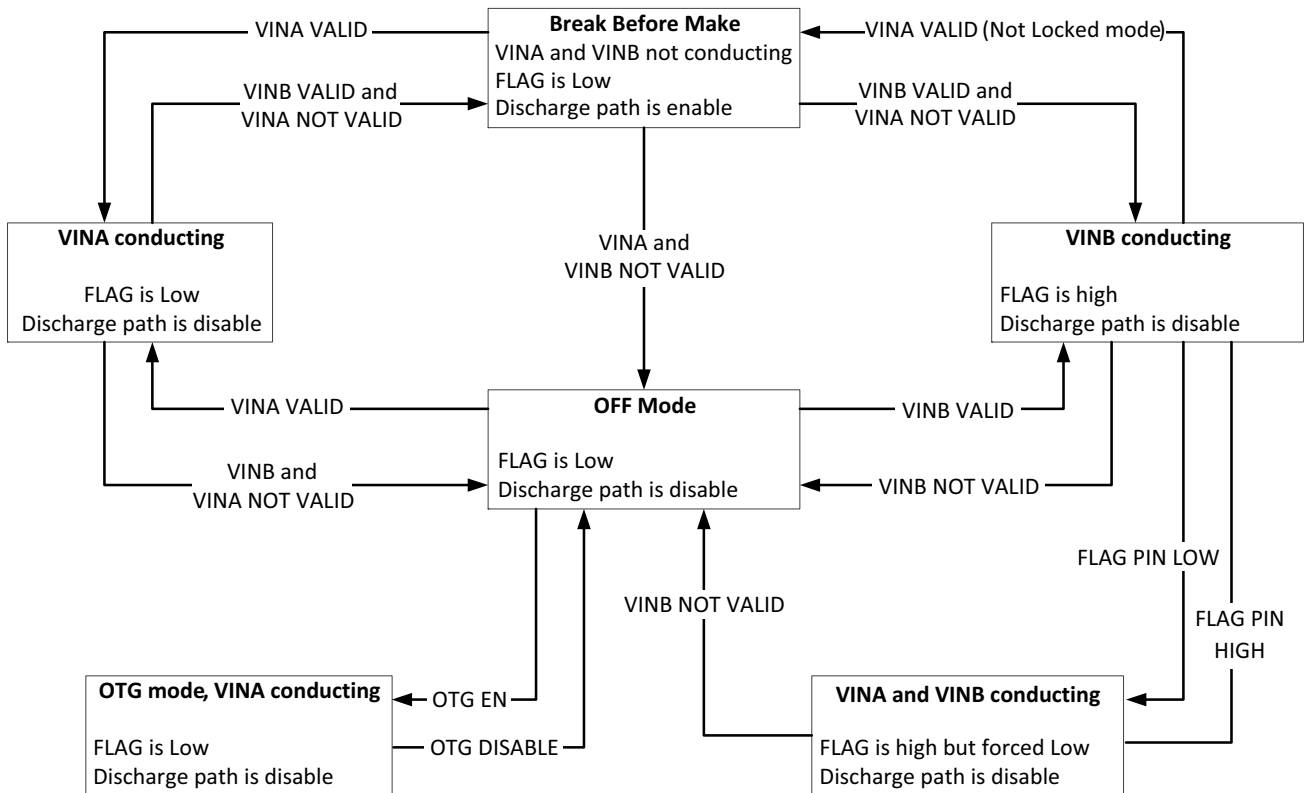 Break Before Make
VINA and VINB not conducting
FLAG is Low
Discharge path is enable
VINA VALID
VINA VALID (Not Locked mode)
VINB VALID and
VINA NOT VALID
VINB VALID and
VINA NOT VALID
VINA conducting
FLAG is Low
Discharge path is disable
VINA and
VINB NOT VALID
VINB conducting
FLAG is high
Discharge path is disable
VINA VALID
OFF Mode
FLAG is Low
Discharge path is disable
VINB VALID
VINB and
VINA NOT VALID
VINB NOT VALID
FLAG PIN LOW
VINB NOT VALID
FLAG PIN
HIGH
OTG mode, VINA conducting
FLAG is Low
Discharge path is disable
OTG EN
OTG DISABLE
VINA and VINB conducting
FLAG is high but forced Low
Discharge path is disable